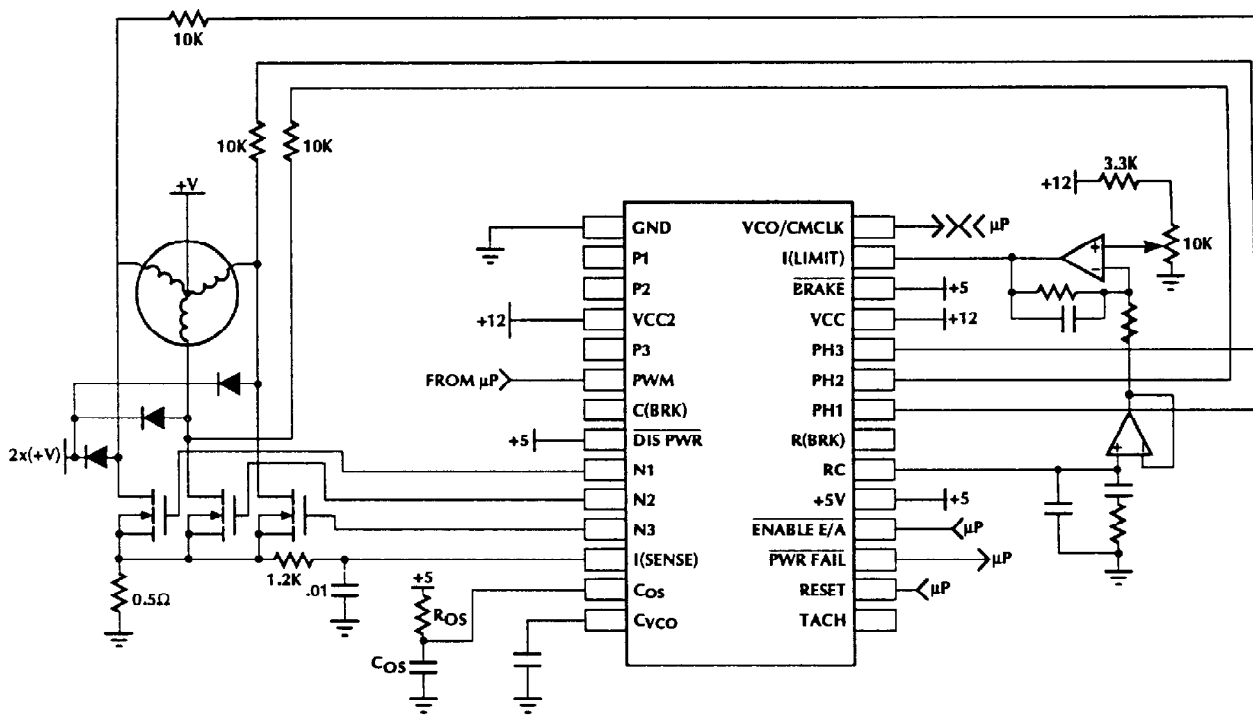 10K
10K
10K
+V
2x(+V)
0.5Ω
1.2K
.01
+5
ROS
COS
+12
FROM µP
+5
GND
P1
P2
VCC2
P3
PWM
C(BRK)
DIS PWR
N1
N2
N3
I(SENSE)
COS
CVCO
VCO/CMCLK
I(LIMIT)
BRAKE
VCC
PH3
PH2
PH1
R(BRK)
RC
+5V
ENABLE E/A
PWR FAIL
RESET
TACH
µP
+5
+12
+5
µP
µP
µP
3.3K
+12
10K
+
−
+
−